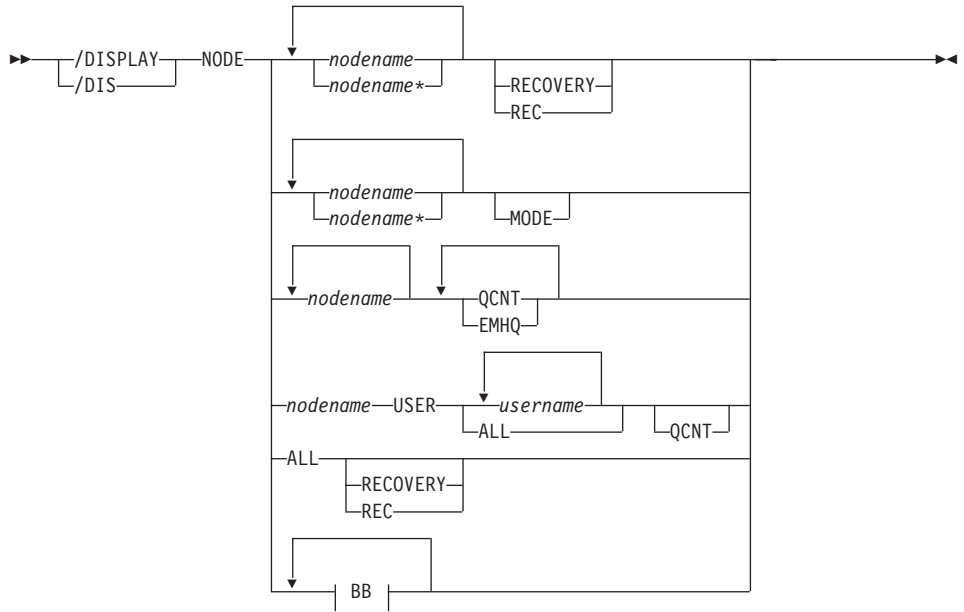 /DISPLAY NODE nodename
/DIS nodename* RECOVERY
REC
nodename
nodename* MODE
nodename QCNT
EMHQ
nodename USER username
ALL QCNT
ALL
RECOVERY
REC
BB